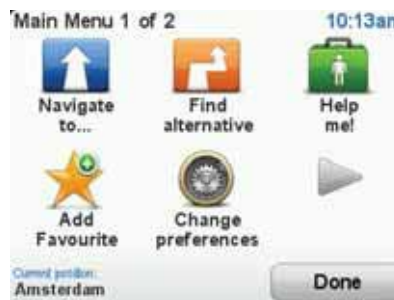 Main Menu 1 of 2
10:13am
Navigate
to...
Find
alternative
Help
me!
Add
Favourite
Change
preferences
Current position:
Amsterdam
Done